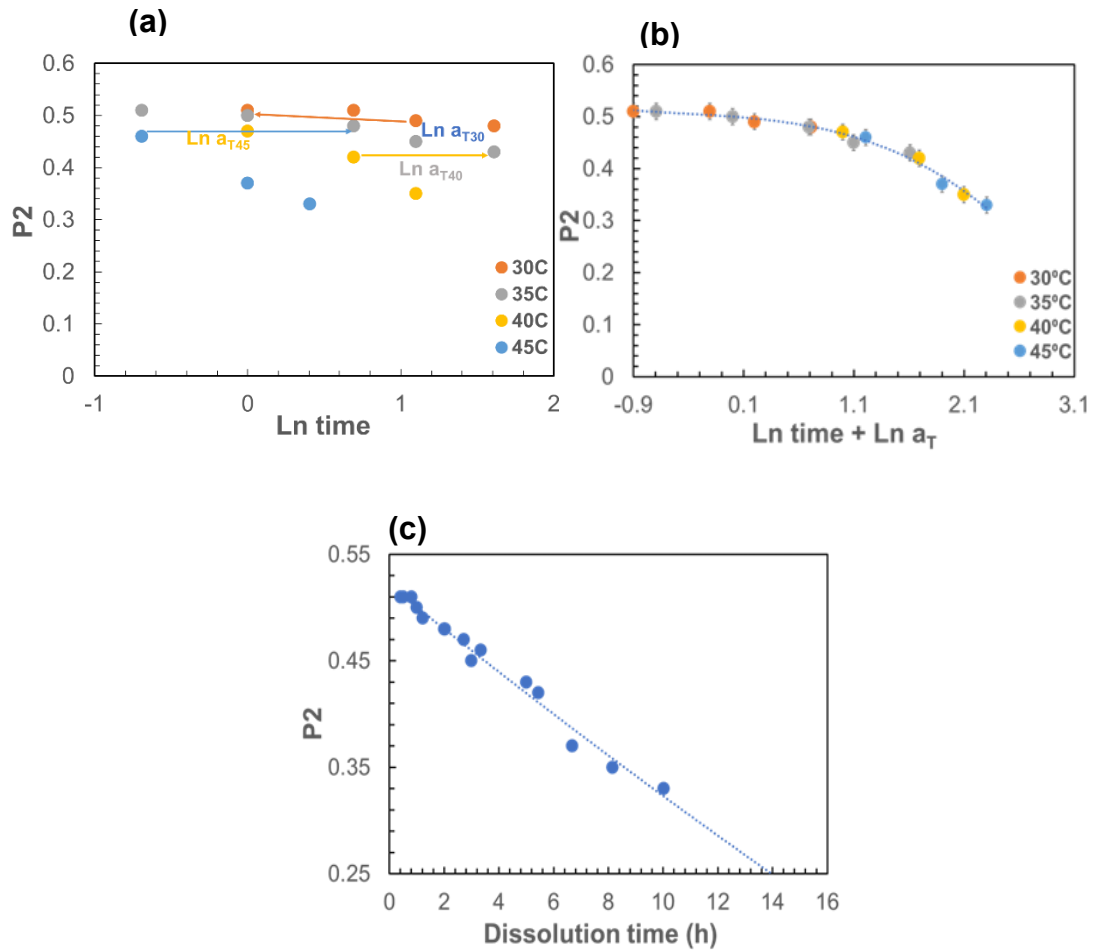 (a)
0.6
0.5
0.4
0.3
0.2
0.1
0
P2
Ln a_T45
Ln a_T30
Ln a_T40
30C
35C
40C
45C
-1
0
1
2
Ln time
(b)
0.6
0.5
0.4
0.3
0.2
0.1
0
P2
30ºC
35ºC
40ºC
45ºC
-0.9
0.1
1.1
2.1
3.1
Ln time + Ln a_T
(c)
0.55
0.45
0.35
0.25
P2
0
2
4
6
8
10
12
14
16
Dissolution time (h)